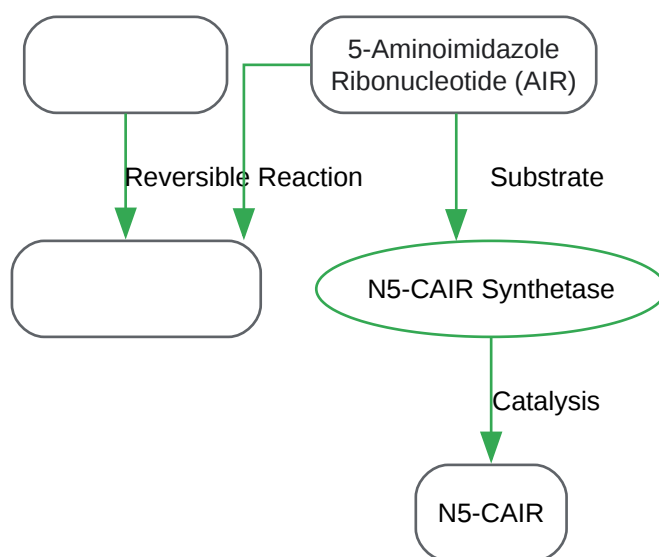 5-Aminoimidazole
Ribonucleotide (AIR)
Reversible Reaction
Substrate
N5-CAIR Synthetase
Catalysis
N5-CAIR